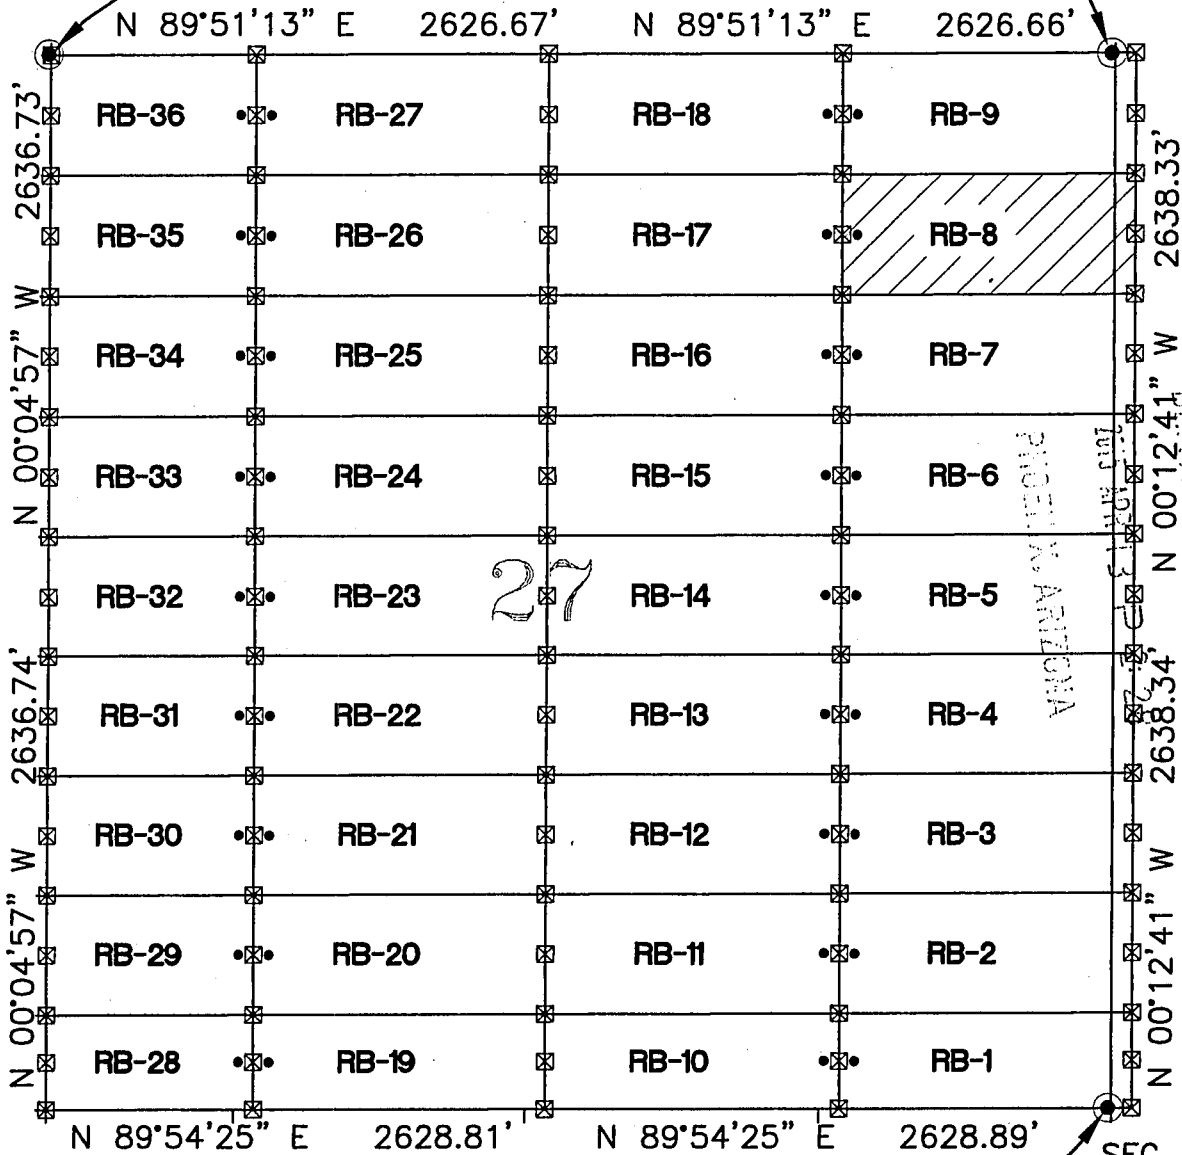 N 89°51'13" E 2626.67' N 89°51'13" E 2626.66'
RB-36 RB-27 RB-18 RB-9
2636.73'
2638.33'
RB-35 RB-26 RB-17 RB-8
RB-34 RB-25 RB-16 RB-7
N 00°04'57" W
N 00°12'41" W
RB-33 RB-24 RB-15 RB-6
RB-32 RB-23 27 RB-14 RB-5
PHOENIX, ARIZONA
2636.74'
2638.34'
RB-31 RB-22 RB-13 RB-4
RB-30 RB-21 RB-12 RB-3
N 00°04'57" W
N 00°12'41" W
RB-29 RB-20 RB-11 RB-2
RB-28 RB-19 RB-10 RB-1
N 89°54'25" E 2628.81' N 89°54'25" E 2628.89'
SEC